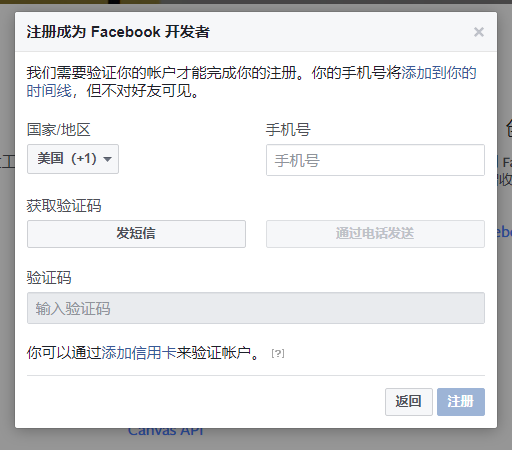 注册成为 Facebook 开发者
我们需要验证你的帐户才能完成你的注册。你的手机号将添加到你的
时间线，但不对好友可见。
国家/地区 手机号
美国（+1） 手机号
获取验证码
发短信 通过电话发送
验证码
输入验证码
你可以通过添加信用卡来验证帐户。 [?]
返回 注册
Canvas API